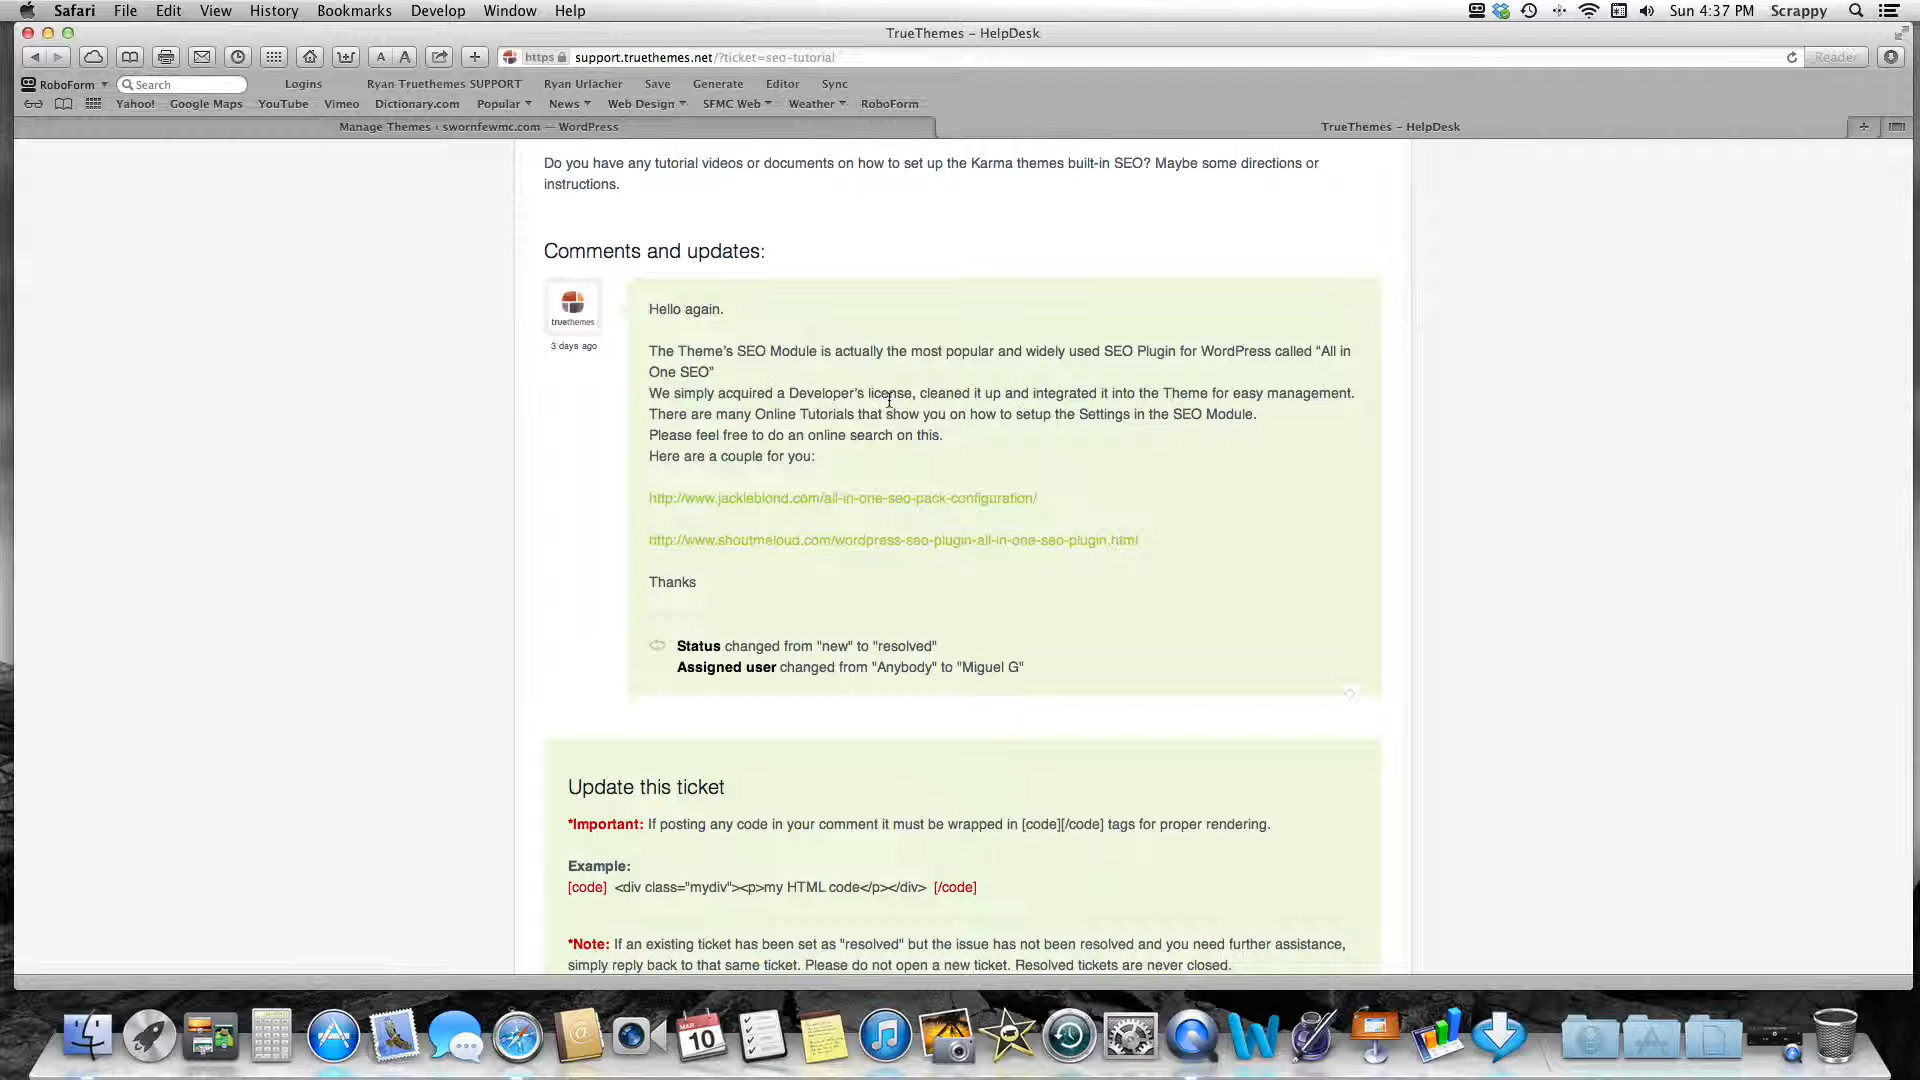 Safari File Edit View History Bookmarks Develop Window Help Sun 4:37 PM Scrappy
TrueThemes – HelpDesk
A A + https support.truethemes.net/?ticket=seo-tutorial Reader
RoboForm Search Logins Ryan Truethemes SUPPORT Ryan Urlacher Save Generate Editor Sync
Yahoo! Google Maps YouTube Vimeo Dictionary.com Popular News Web Design SFMC Web Weather RoboForm
Manage Themes ‹ swornfewmc.com — WordPress TrueThemes – HelpDesk +
Do you have any tutorial videos or documents on how to set up the Karma themes built-in SEO? Maybe some directions or
instructions.
Comments and updates:
truethemes
3 days ago
Hello again.
The Theme's SEO Module is actually the most popular and widely used SEO Plugin for WordPress called "All in
One SEO"
We simply acquired a Developer's license, cleaned it up and integrated it into the Theme for easy management.
There are many Online Tutorials that show you on how to setup the Settings in the SEO Module.
Please feel free to do an online search on this.
Here are a couple for you:
http://www.jackleblond.com/all-in-one-seo-pack-configuration/
http://www.shoutmeloud.com/wordpress-seo-plugin-all-in-one-seo-plugin.html
Thanks
Status changed from "new" to "resolved"
Assigned user changed from "Anybody" to "Miguel G"
Update this ticket
*Important: If posting any code in your comment it must be wrapped in [code][/code] tags for proper rendering.
Example:
[code] <div class="mydiv"><p>my HTML code</p></div> [/code]
*Note: If an existing ticket has been set as "resolved" but the issue has not been resolved and you need further assistance,
simply reply back to that same ticket. Please do not open a new ticket. Resolved tickets are never closed.
MAR
10